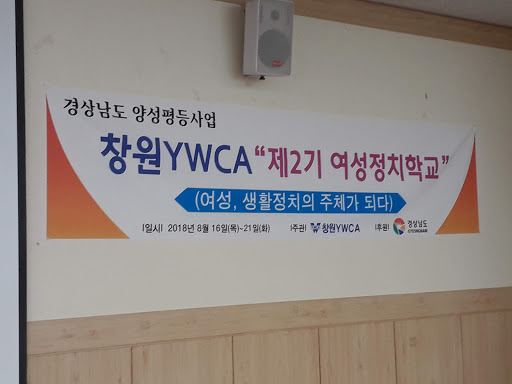 경상남도 양성평등사업
창원YWCA “제2기 여성정치학교”
(여성, 생활정치의 주체가 되다)
|일시| 2018년 8월 16일(목)~21일(화) |주관| 창원YWCA |후원| 경상남도
GYEONGNAM